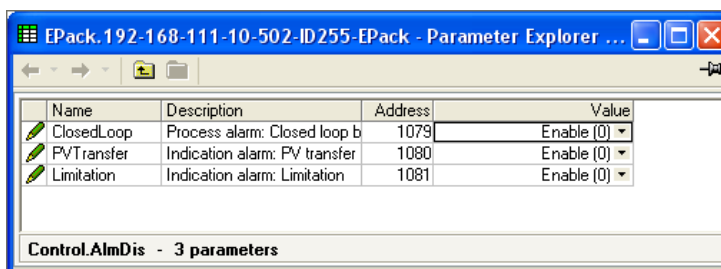 EPack.192-168-111-10-502-ID255-EPack - Parameter Explorer ...
Name Description Address Value
ClosedLoop Process alarm: Closed loop b 1079 Enable (0)
PVTransfer Indication alarm: PV transfer 1080 Enable (0)
Limitation Indication alarm: Limitation 1081 Enable (0)
Control.AlmDis - 3 parameters